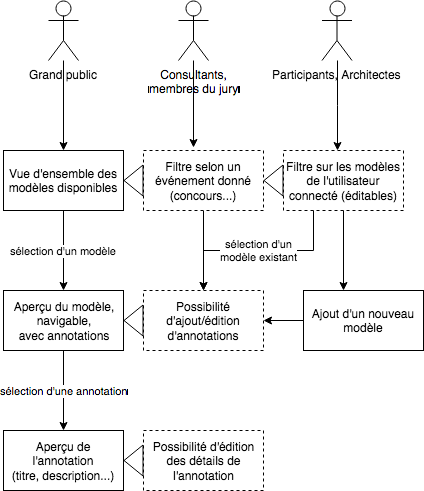 Grand public
Consultants,
membres du jury
Participants, Architectes
Vue d'ensemble des
modèles disponibles
Filtre selon un
événement donné
(concours...)
Filtre sur les modèles
de l'utilisateur
connecté (éditables)
sélection d'un modèle
sélection d'un
modèle existant
Aperçu du modèle,
navigable,
avec annotations
Possibilité
d'ajout/édition
d'annotations
Ajout d'un nouveau
modèle
sélection d'une annotation
Aperçu de
l'annotation
(titre, description...)
Possibilité d'édition
des détails de
l'annotation